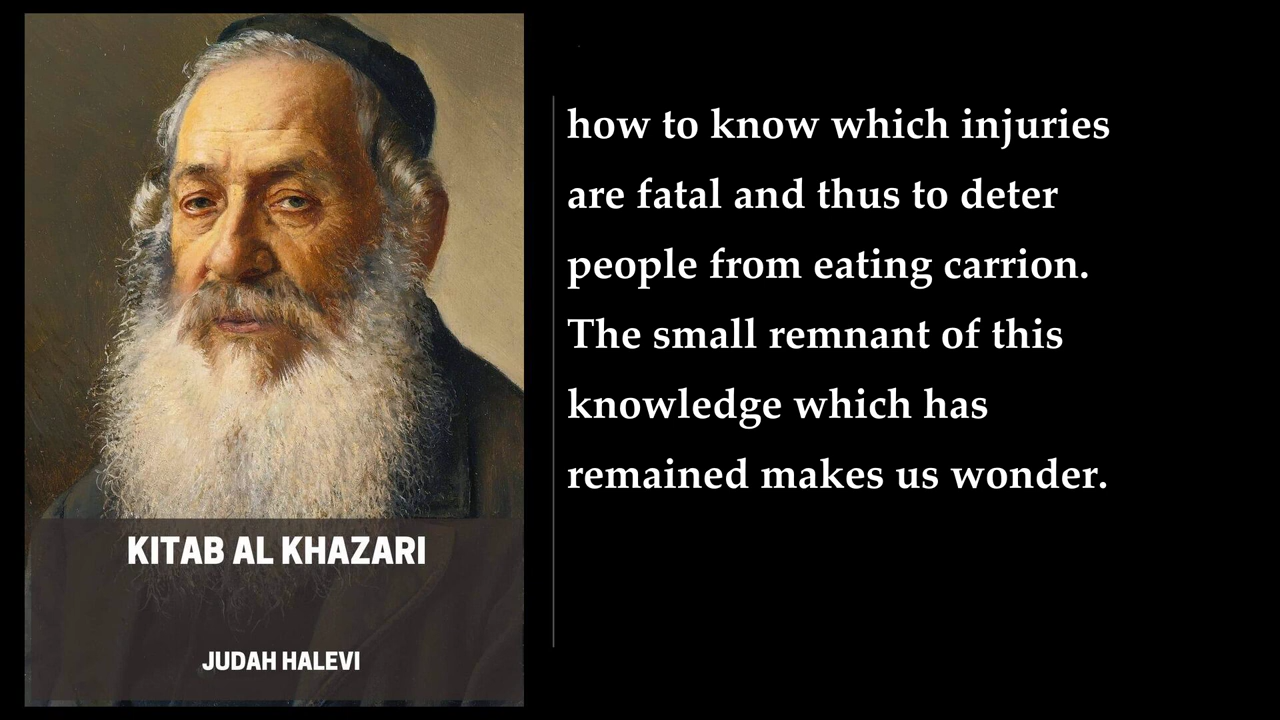 KITAB AL KHAZARI
JUDAH HALEVI
how to know which injuries
are fatal and thus to deter
people from eating carrion.
The small remnant of this
knowledge which has
remained makes us wonder.